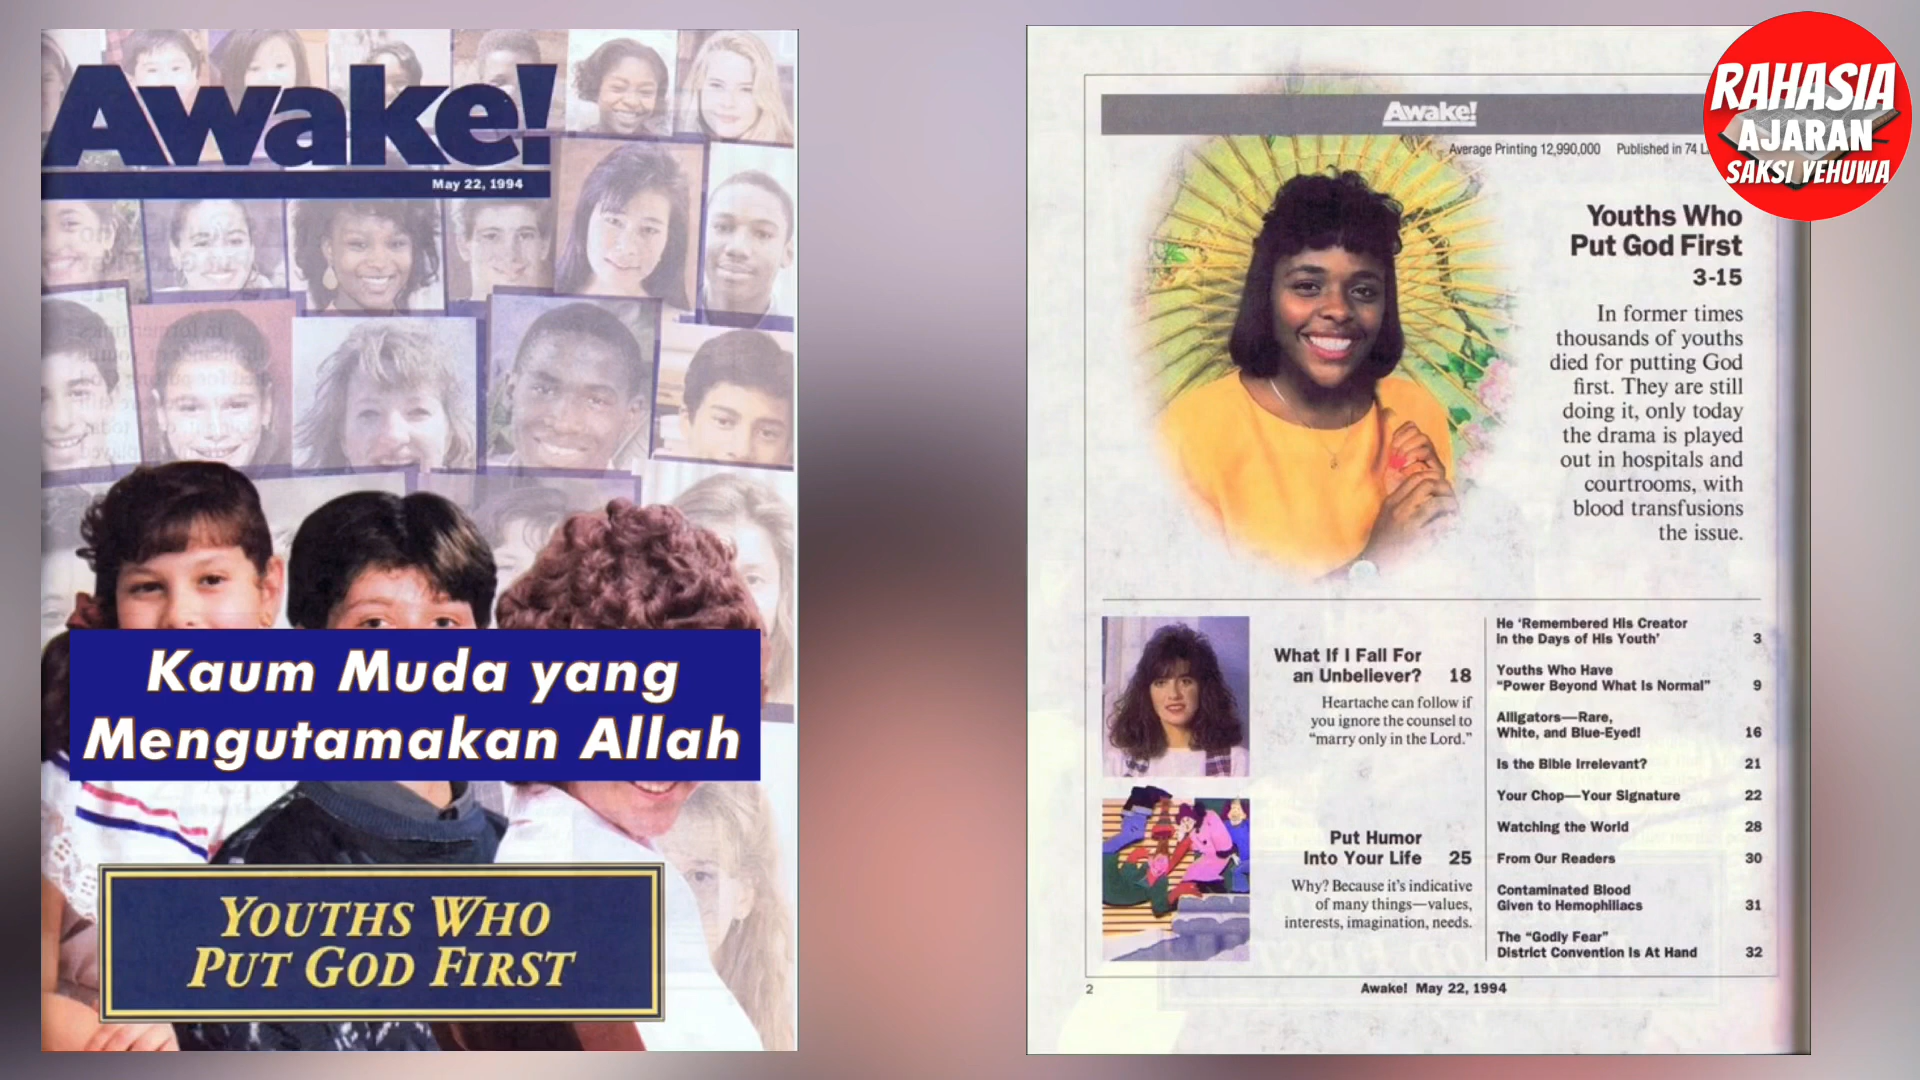 Awake!
May 22, 1994
Kaum Muda yang
Mengutamakan Allah
YOUTHS WHO
PUT GOD FIRST
Awake!
Average Printing 12,990,000 Published in 74
RAHASIA
AJARAN
SAKSI YEHUWA
Youths Who
Put God First
3-15
In former times
thousands of youths
died for putting God
first. They are still
doing it, only today
the drama is played
out in hospitals and
courtrooms, with
blood transfusions
the issue.
What If I Fall For
an Unbeliever? 18
Heartache can follow if
you ignore the counsel to
“marry only in the Lord.”
Put Humor
Into Your Life 25
Why? Because it’s indicative
of many things—values,
interests, imagination, needs.
He ‘Remembered His Creator
in the Days of His Youth’ 3
Youths Who Have
“Power Beyond What Is Normal” 9
Alligators—Rare,
White, and Blue-Eyed! 16
Is the Bible Irrelevant? 21
Your Chop—Your Signature 22
Watching the World 28
From Our Readers 30
Contaminated Blood
Given to Hemophiliacs 31
The “Godly Fear”
District Convention Is At Hand 32
2
Awake! May 22, 1994